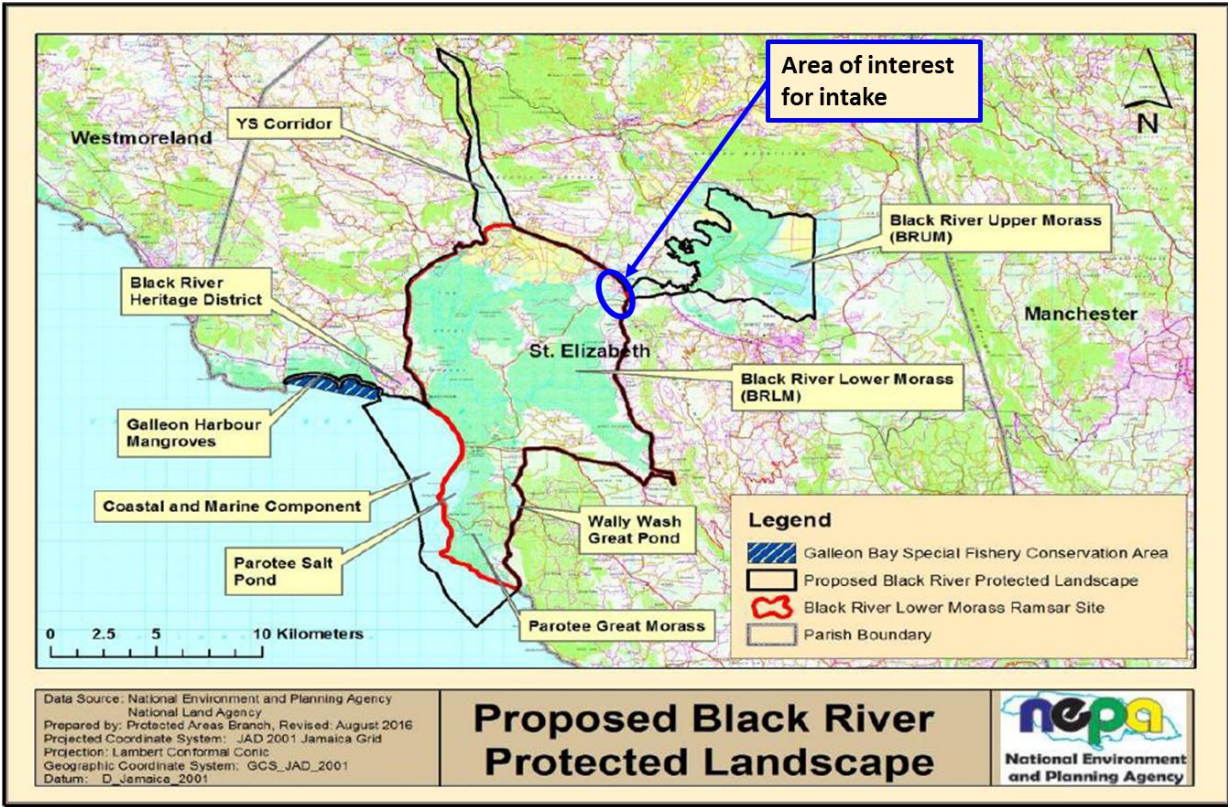 Area of interest
for intake
N
Westmoreland
YS Corridor
Black River Upper Morass
(BRUM)
Black River
Heritage District
Manchester
St. Elizabeth
Black River Lower Morass
(BRLM)
Galleon Harbour
Mangroves
Coastal and Marine Component
Wally Wash
Great Pond
Parotee Salt
Pond
Parotee Great Morass
Legend
Galleon Bay Special Fishery Conservation Area
Proposed Black River Protected Landscape
Black River Lower Morass Ramsar Site
Parish Boundary
0 2.5 5 10 Kilometers
Data Source: National Environment and Planning Agency
National Land Agency
Prepared by: Protected Areas Branch, Revised: August 2016
Projected Coordinate System: JAD 2001 Jamaica Grid
Projection: Lambert Conformal Conic
Geographic Coordinate System: GCS_JAD_2001
Datum: D_Jamaica_2001
Proposed Black River
Protected Landscape
nepa
National Environment
and Planning Agency